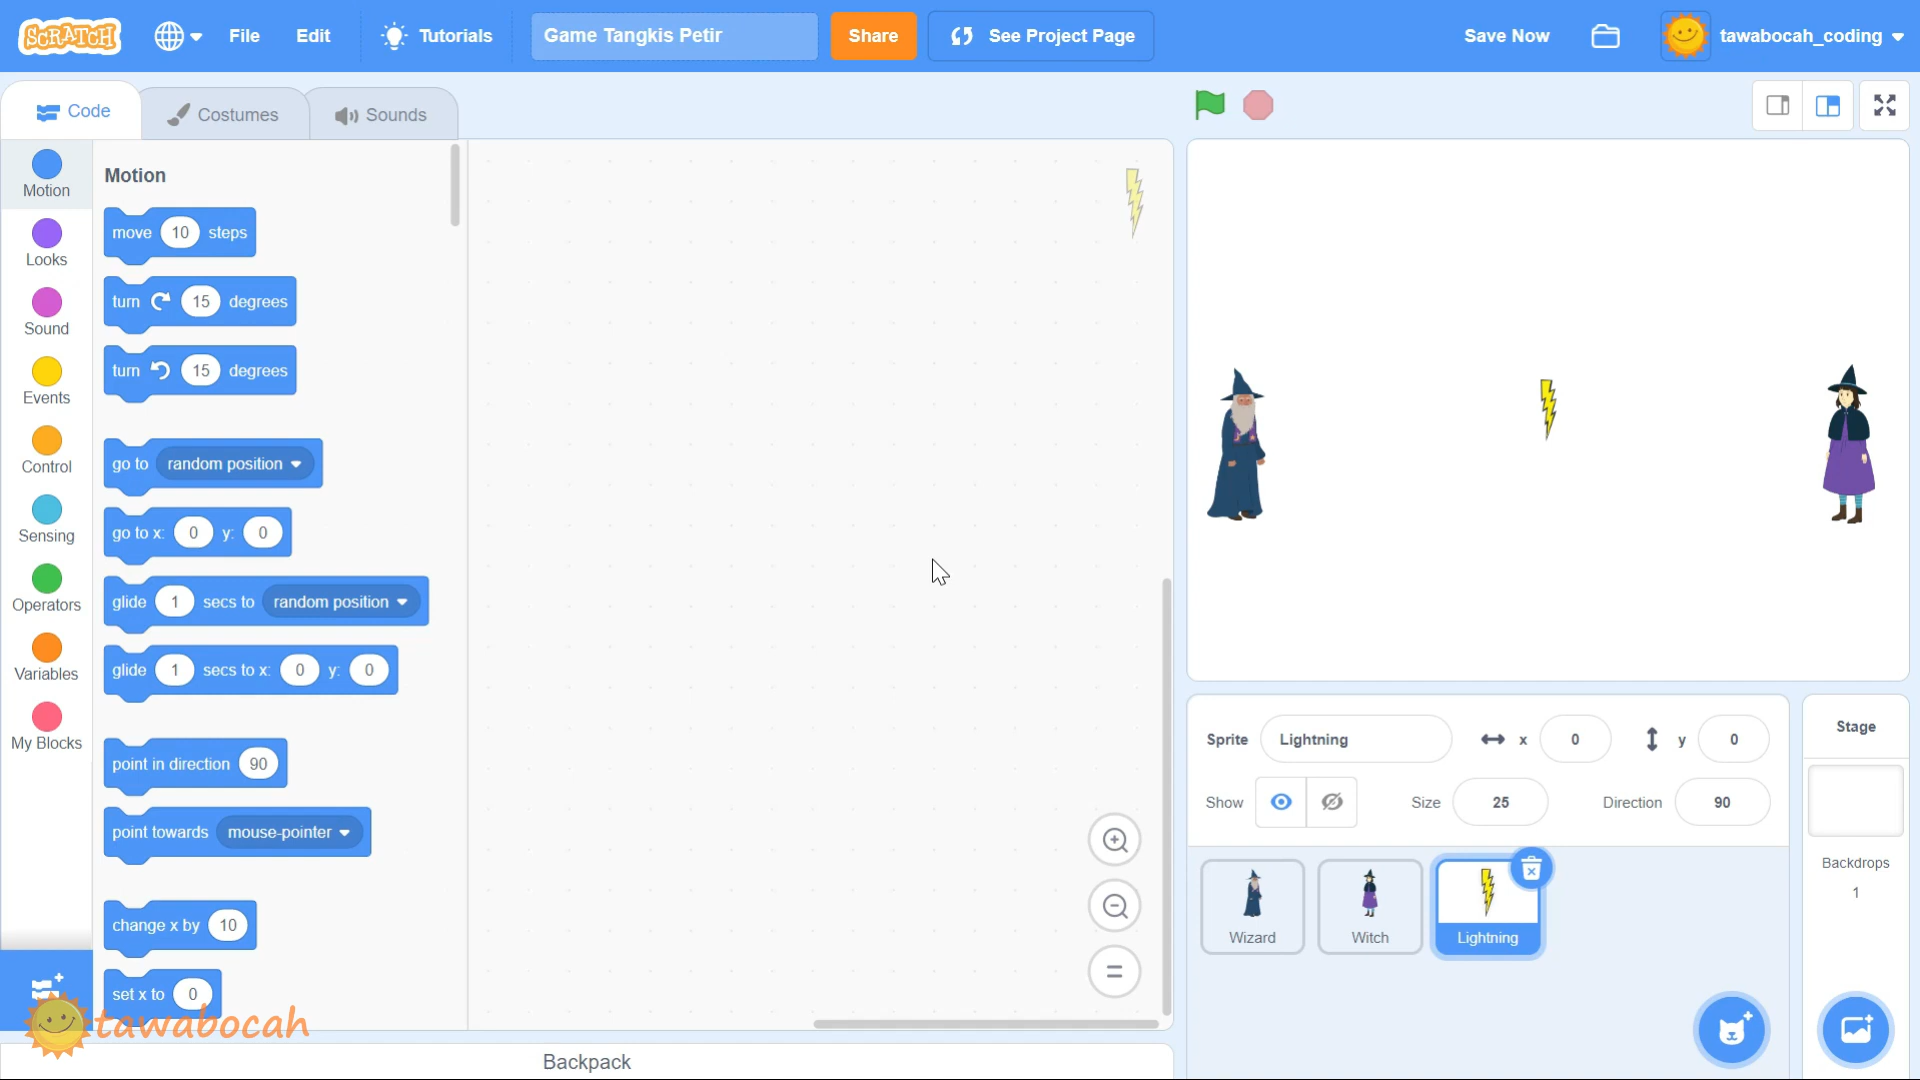 SCRATCH File Edit Tutorials Game Tangkis Petir Share See Project Page Save Now tawabocah_coding
Code Costumes Sounds
Motion
Looks
Sound
Events
Control
Sensing
Operators
Variables
My Blocks
Motion
move 10 steps
turn 15 degrees
turn 15 degrees
go to random position
go to x: 0 y: 0
glide 1 secs to random position
glide 1 secs to x: 0 y: 0
point in direction 90
point towards mouse-pointer
change x by 10
set x to 0
tawabocah
Backpack
Sprite Lightning x 0 y 0
Show Size 25 Direction 90
Wizard Witch Lightning
Stage
Backdrops
1